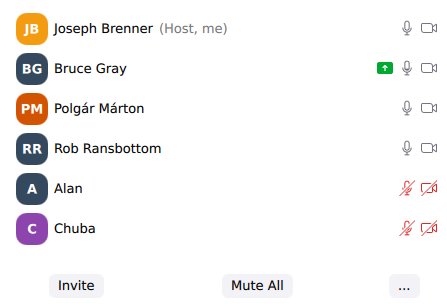 JB Joseph Brenner (Host, me)
BG Bruce Gray
PM Polgár Márton
RR Rob Ransbottom
A Alan
C Chuba
Invite Mute All ...